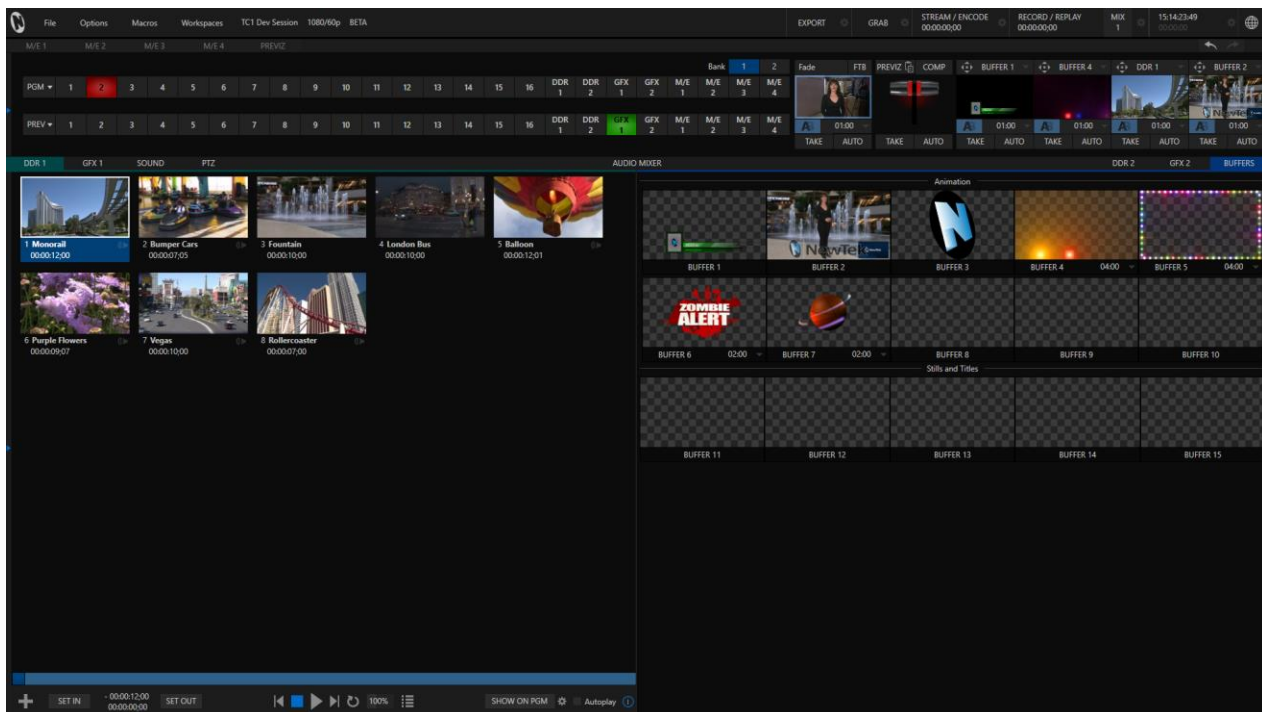 File Options Macros Workspaces TC1 Dev Session 1080/60p BETA EXPORT GRAB STREAM / ENCODE 00:00:00;00 RECORD / REPLAY 00:00:00;00 MIX 1 15:14:23:49 00:00:00:00
M/E 1 M/E 2 M/E 3 M/E 4 PREVIZ
Bank 1 2 Fade FTB PREVIZ COMP BUFFER 1 BUFFER 4 DDR 1 BUFFER 2
PGM 1 2 3 4 5 6 7 8 9 10 11 12 13 14 15 16 DDR 1 DDR 2 GFX 1 GFX 2 M/E 1 M/E 2 M/E 3 M/E 4
PREV 1 2 3 4 5 6 7 8 9 10 11 12 13 14 15 16 DDR 1 DDR 2 GFX 1 GFX 2 M/E 1 M/E 2 M/E 3 M/E 4
01:00 01:00 01:00 01:00 01:00
TAKE AUTO TAKE AUTO TAKE AUTO TAKE AUTO TAKE AUTO TAKE AUTO
DDR 1 GFX 1 SOUND PTZ AUDIO MIXER DDR 2 GFX 2 BUFFERS
Animation
NewTek
1 Monorail 2 Bumper Cars 3 Fountain 4 London Bus 5 Balloon
00:00:12;00 00:00:07;05 00:00:10;00 00:00:10;00 00:00:12;01
BUFFER 1 BUFFER 2 BUFFER 3 BUFFER 4 04:00 BUFFER 5 04:00
ZOMBIE
ALERT
6 Purple Flowers 7 Vegas 8 Rollercoaster
00:00:09;07 00:00:10;00 00:00:07;00
BUFFER 6 02:00 BUFFER 7 02:00 BUFFER 8 BUFFER 9 BUFFER 10
Stills and Titles
BUFFER 11 BUFFER 12 BUFFER 13 BUFFER 14 BUFFER 15
SET IN - 00:00:12;00 00:00:00;00 SET OUT 100% SHOW ON PGM Autoplay